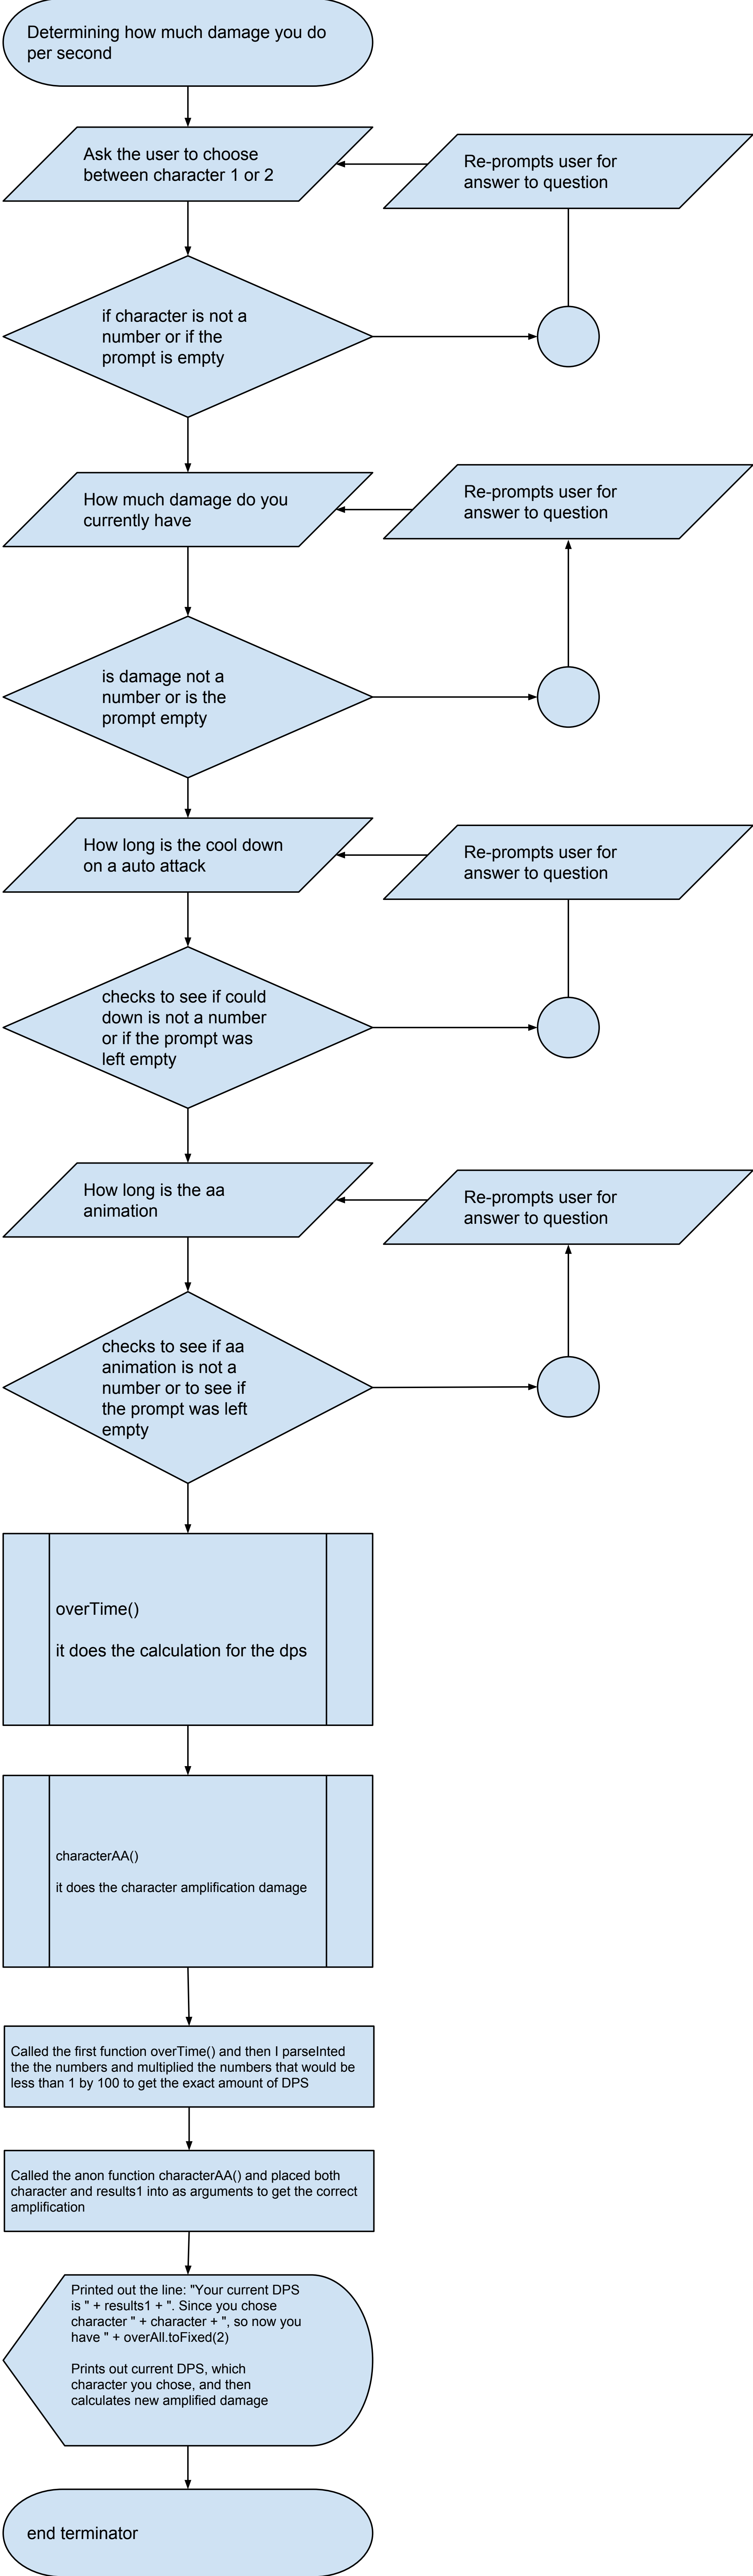 Determining how much damage you do
per second
Ask the user to choose
between character 1 or 2
Re-prompts user for
answer to question
if character is not a
number or if the
prompt is empty
How much damage do you
currently have
Re-prompts user for
answer to question
is damage not a
number or is the
prompt empty
How long is the cool down
on a auto attack
Re-prompts user for
answer to question
checks to see if could
down is not a number
or if the prompt was
left empty
How long is the aa
animation
Re-prompts user for
answer to question
checks to see if aa
animation is not a
number or to see if
the prompt was left
empty
overTime()
it does the calculation for the dps
characterAA()
it does the character amplification damage
Called the first function overTime() and then I parseInted
the the numbers and multiplied the numbers that would be
less than 1 by 100 to get the exact amount of DPS
Called the anon function characterAA() and placed both
character and results1 into as arguments to get the correct
amplification
Printed out the line: "Your current DPS
is " + results1 + ". Since you chose
character " + character + ", so now you
have " + overAll.toFixed(2)
Prints out current DPS, which
character you chose, and then
calculates new amplified damage
end terminator